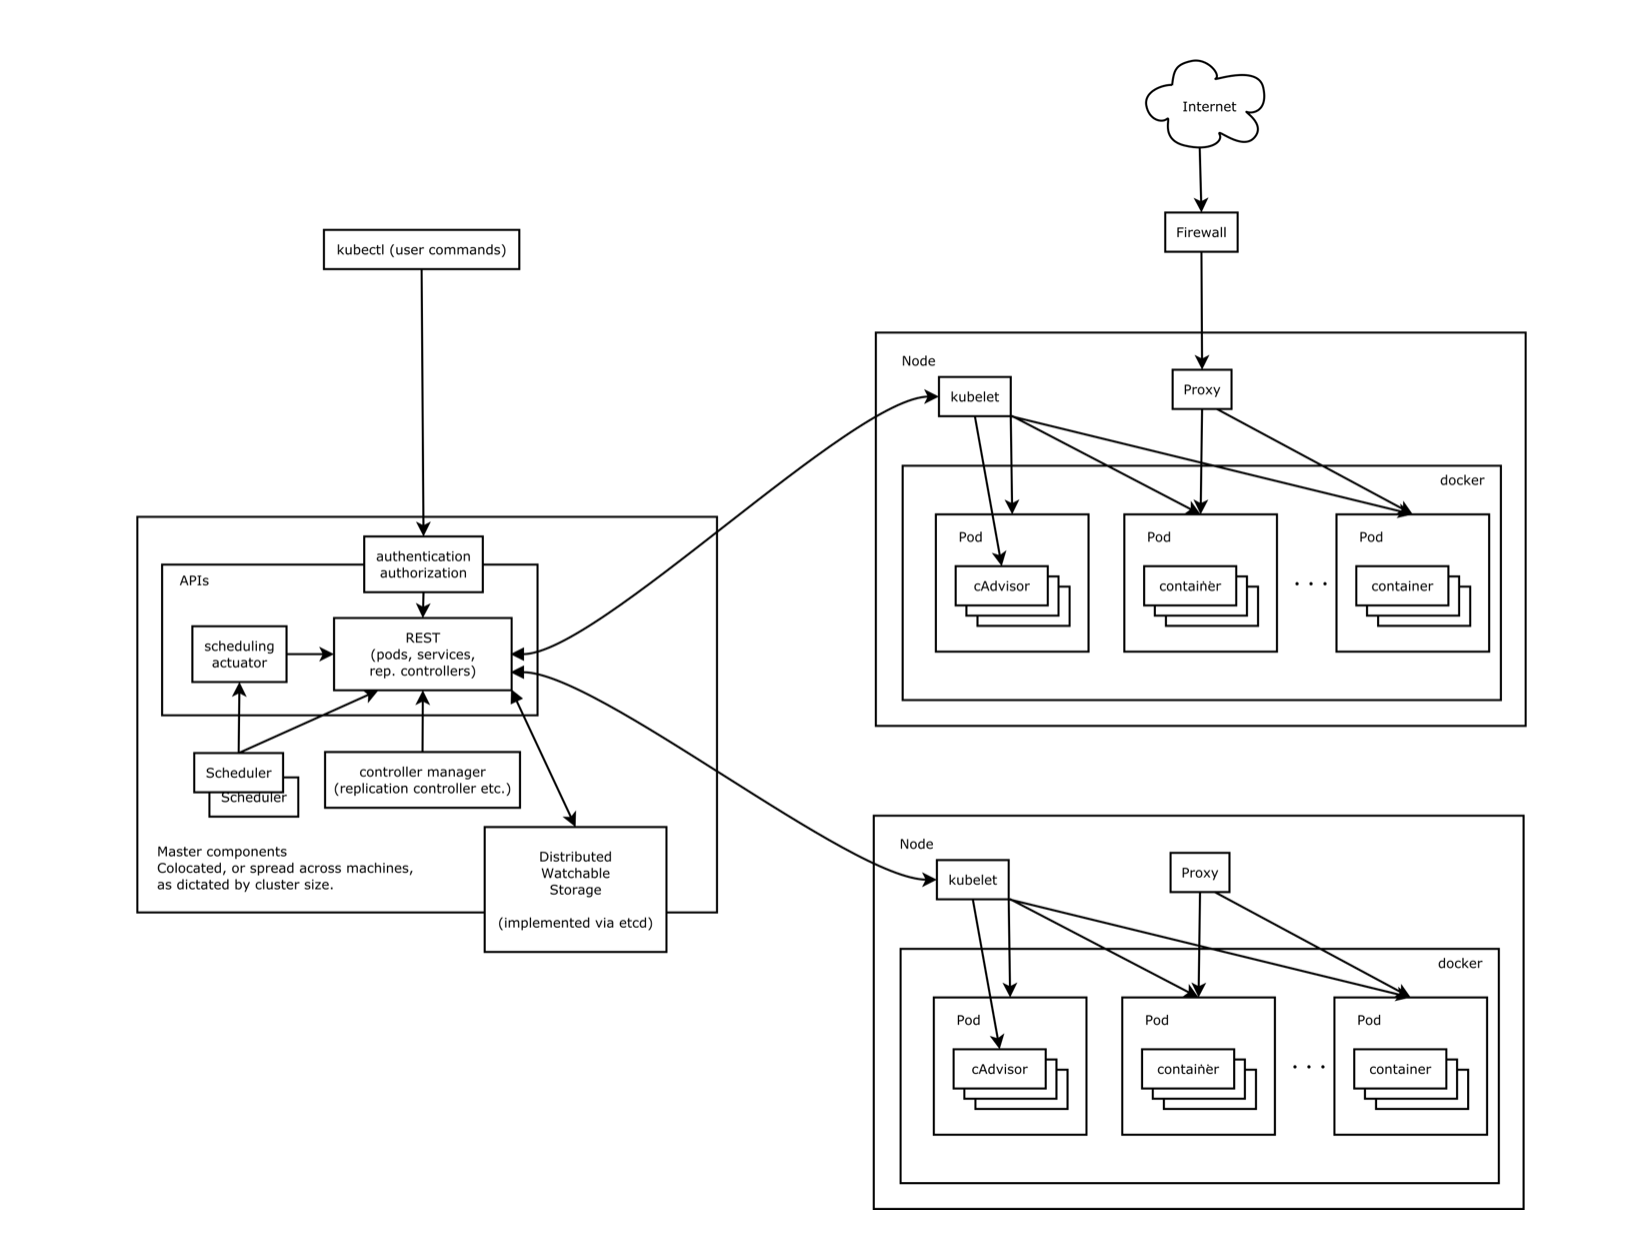 Internet
Firewall
kubectl (user commands)
Node
kubelet
Proxy
docker
Pod
cAdvisor
Pod
container
. . .
Pod
container
authentication
authorization
APIs
REST
(pods, services,
rep. controllers)
scheduling
actuator
Scheduler
Scheduler
controller manager
(replication controller etc.)
Distributed
Watchable
Storage
(implemented via etcd)
Master components
Colocated, or spread across machines,
as dictated by cluster size.
Node
kubelet
Proxy
docker
Pod
cAdvisor
Pod
container
. . .
Pod
container